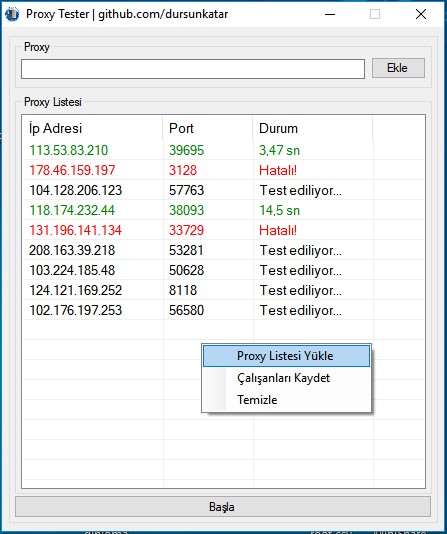 Proxy Tester | github.com/dursunkatar
Proxy
Ekle
Proxy Listesi
İp Adresi Port Durum
113.53.83.210 39695 3,47 sn
178.46.159.197 3128 Hatalı!
104.128.206.123 57763 Test ediliyor...
118.174.232.44 38093 14,5 sn
131.196.141.134 33729 Hatalı!
208.163.39.218 53281 Test ediliyor...
103.224.185.48 50628 Test ediliyor...
124.121.169.252 8118 Test ediliyor...
102.176.197.253 56580 Test ediliyor...
Proxy Listesi Yükle
Çalışanları Kaydet
Temizle
Başla